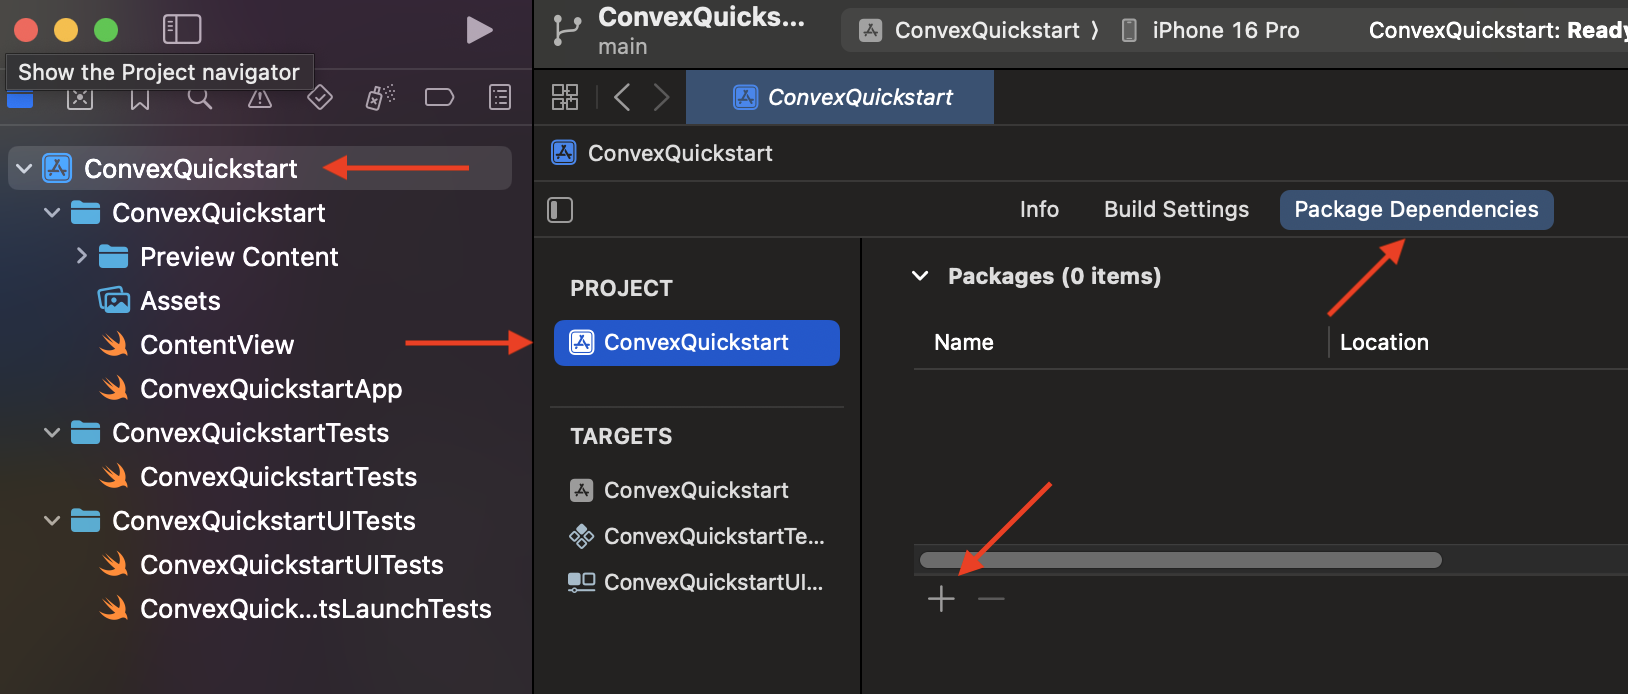 ConvexQuicks...
main
ConvexQuickstart
iPhone 16 Pro
ConvexQuickstart: Ready
Show the Project navigator
ConvexQuickstart
ConvexQuickstart
ConvexQuickstart
ConvexQuickstart
Preview Content
Assets
ContentView
ConvexQuickstartApp
ConvexQuickstartTests
ConvexQuickstartTests
ConvexQuickstartUITests
ConvexQuickstartUITests
ConvexQuick...tsLaunchTests
Info
Build Settings
Package Dependencies
PROJECT
ConvexQuickstart
TARGETS
ConvexQuickstart
ConvexQuickstartTe...
ConvexQuickstartUI...
Packages (0 items)
Name
Location